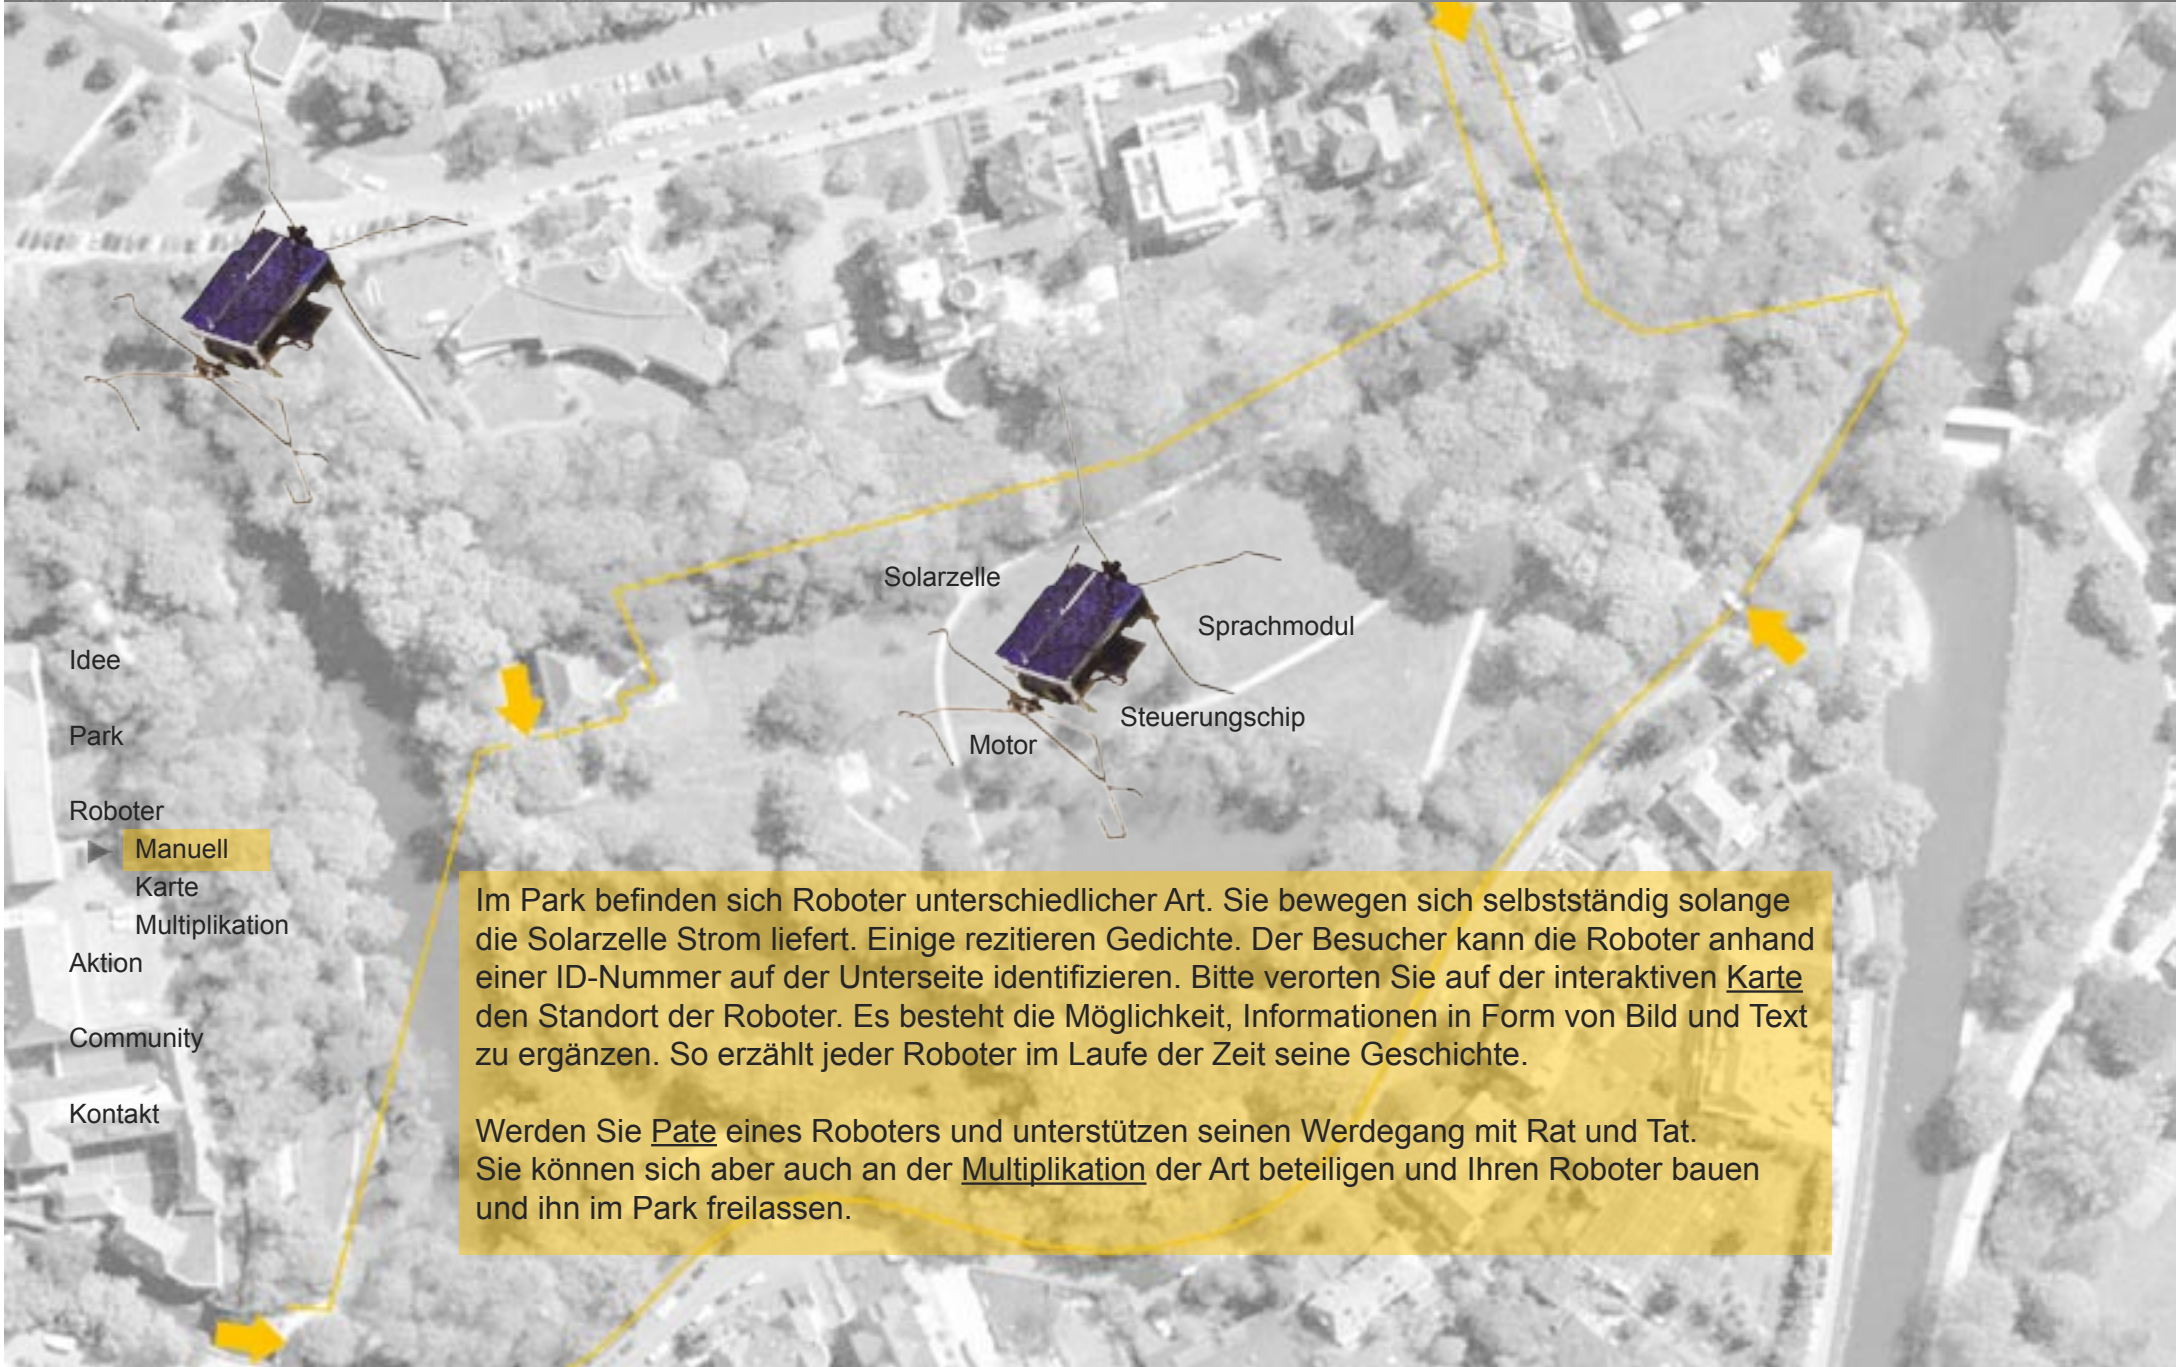 Solarzelle
Sprachmodul
Steuerungschip
Motor
Idee
Park
Roboter
Manuell
Karte
Multiplikation
Aktion
Community
Kontakt
Im Park befinden sich Roboter unterschiedlicher Art. Sie bewegen sich selbstständig solange
die Solarzelle Strom liefert. Einige rezitieren Gedichte. Der Besucher kann die Roboter anhand
einer ID-Nummer auf der Unterseite identifizieren. Bitte verorten Sie auf der interaktiven Karte
den Standort der Roboter. Es besteht die Möglichkeit, Informationen in Form von Bild und Text
zu ergänzen. So erzählt jeder Roboter im Laufe der Zeit seine Geschichte.
Werden Sie Pate eines Roboters und unterstützen seinen Werdegang mit Rat und Tat.
Sie können sich aber auch an der Multiplikation der Art beteiligen und Ihren Roboter bauen
und ihn im Park freilassen.